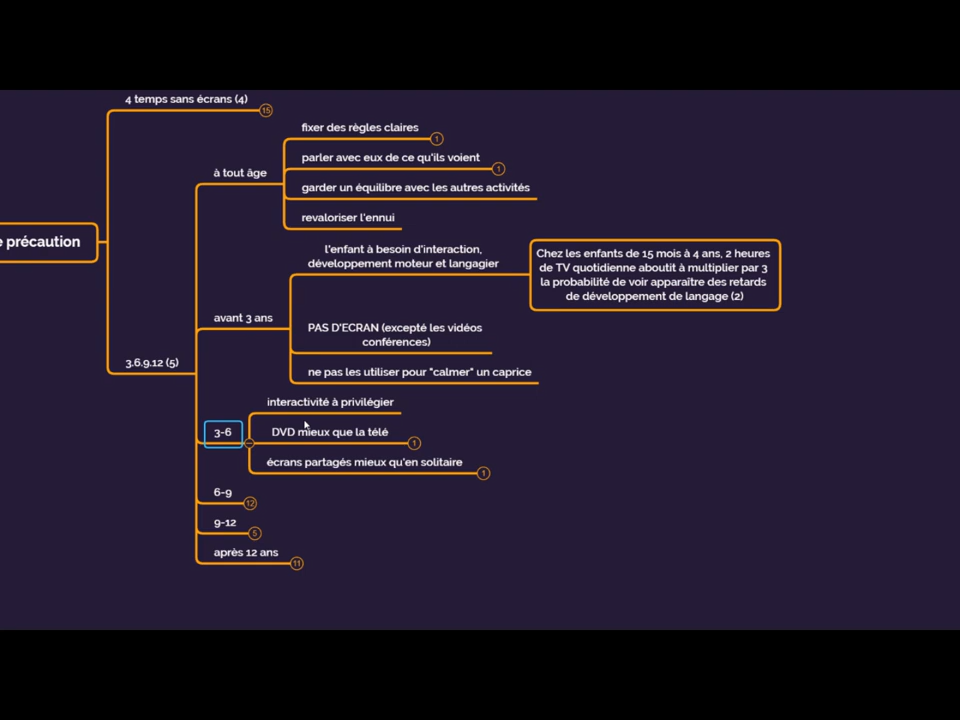 4 temps sans écrans (4)
15
fixer des règles claires
1
parler avec eux de ce qu'ils voient
1
à tout âge
garder un équilibre avec les autres activités
revaloriser l'ennui
e précaution
l'enfant à besoin d'interaction,
développement moteur et langagier
Chez les enfants de 15 mois à 4 ans, 2 heures
de TV quotidienne aboutit à multiplier par 3
la probabilité de voir apparaître des retards
de développement de langage (2)
avant 3 ans
PAS D'ECRAN (excepté les vidéos
conférences)
3.6.9.12 (5)
ne pas les utiliser pour "calmer" un caprice
interactivité à privilégier
3-6
DVD mieux que la télé
1
écrans partagés mieux qu'en solitaire
1
6-9
12
9-12
5
après 12 ans
11